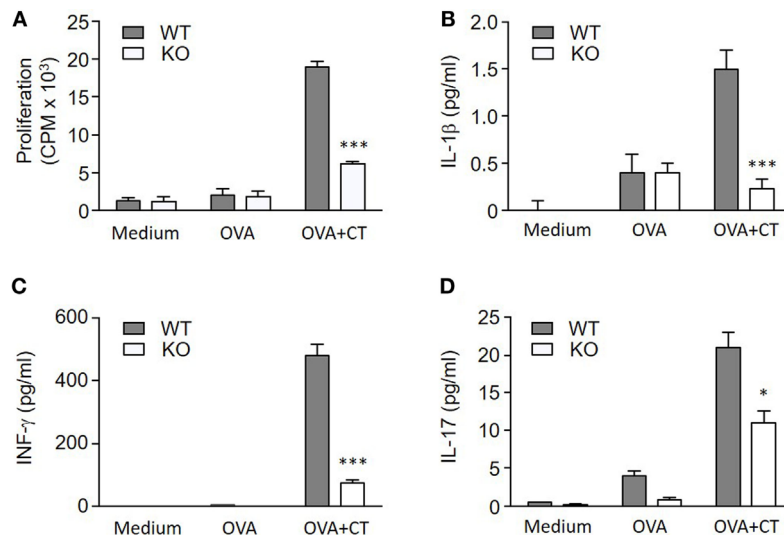 A
Proliferation
(CPM x 10³)
25
20
15
10
5
0
WT
KO
***
Medium OVA OVA+CT
B
IL-1β (pg/ml)
2.0
1.5
1.0
0.5
0.0
WT
KO
***
Medium OVA OVA+CT
C
INF-γ (pg/ml)
600
400
200
0
WT
KO
***
Medium OVA OVA+CT
D
IL-17 (pg/ml)
25
20
15
10
5
0
WT
KO
*
Medium OVA OVA+CT